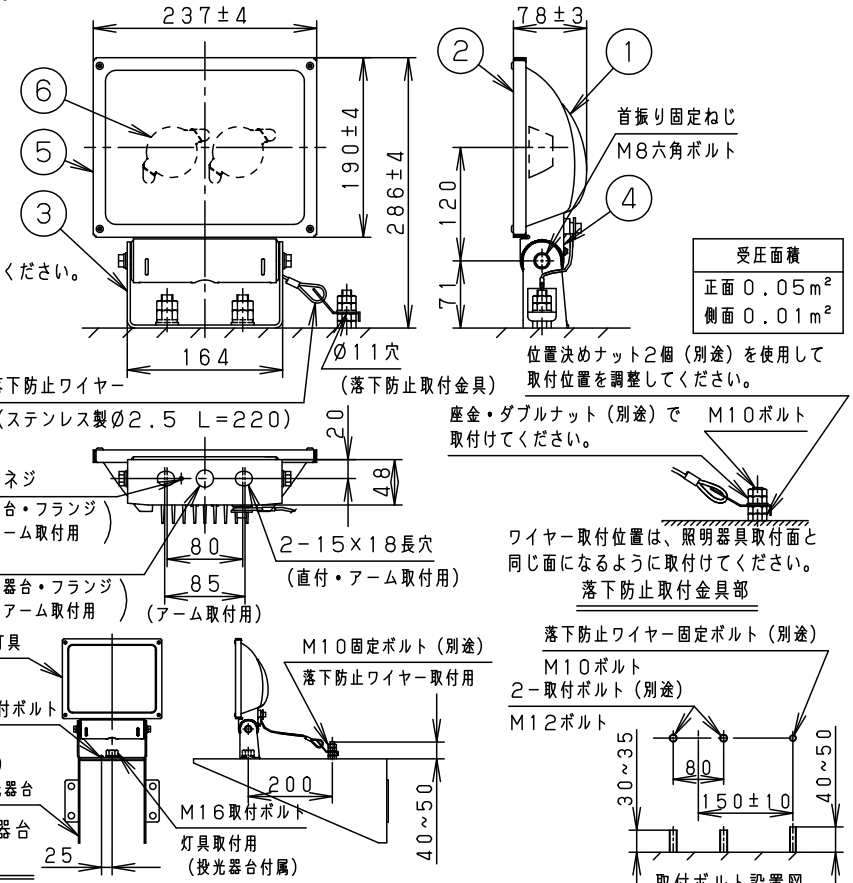 237±4
78±3
①
②
③
④
⑤
⑥
190±4
286±4
首振り固定ねじ
M8六角ボルト
120
71
受圧面積
正面 0.05m²
側面 0.01m²
ください。
164
Ø11穴
(落下防止取付金具)
落下防止ワイヤー
(ステンレス製Ø2.5 L=220)
位置決めナット2個(別途)を使用して
取付位置を調整してください。
座金・ダブルナット(別途)で
取付けてください。
M10ボルト
20
48
ネジ
台・フランジ
ーム取付用
80
85
2-15×18長穴
(直付・アーム取付用)
器台・フランジ
アーム取付用
(アーム取付用)
ワイヤー取付位置は、照明器具取付面と
同じ面になるように取付けてください。
落下防止取付金具部
灯具
付ボルト
器台
器台
25
M10固定ボルト(別途)
落下防止ワイヤー取付用
200
40~50
M16取付ボルト
灯具取付用
(投光器台付属)
落下防止ワイヤー固定ボルト(別途)
M10ボルト
2-取付ボルト(別途)
M12ボルト
30~35
80
150±10
40~50
取付ボルト設置図